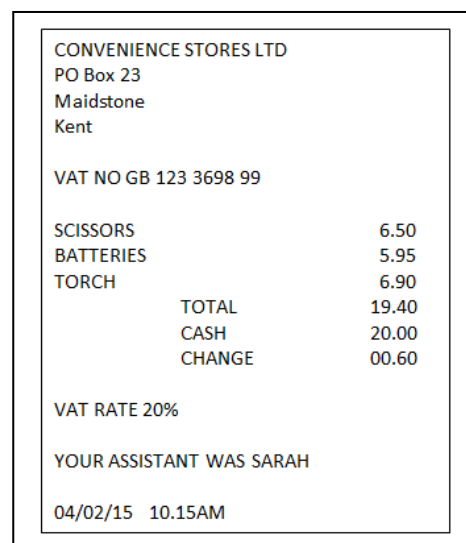 CONVENIENCE STORES LTD
PO Box 23
Maidstone
Kent
VAT NO GB 123 3698 99
SCISSORS 6.50
BATTERIES 5.95
TORCH 6.90
TOTAL 19.40
CASH 20.00
CHANGE 00.60
VAT RATE 20%
YOUR ASSISTANT WAS SARAH
04/02/15 10.15AM